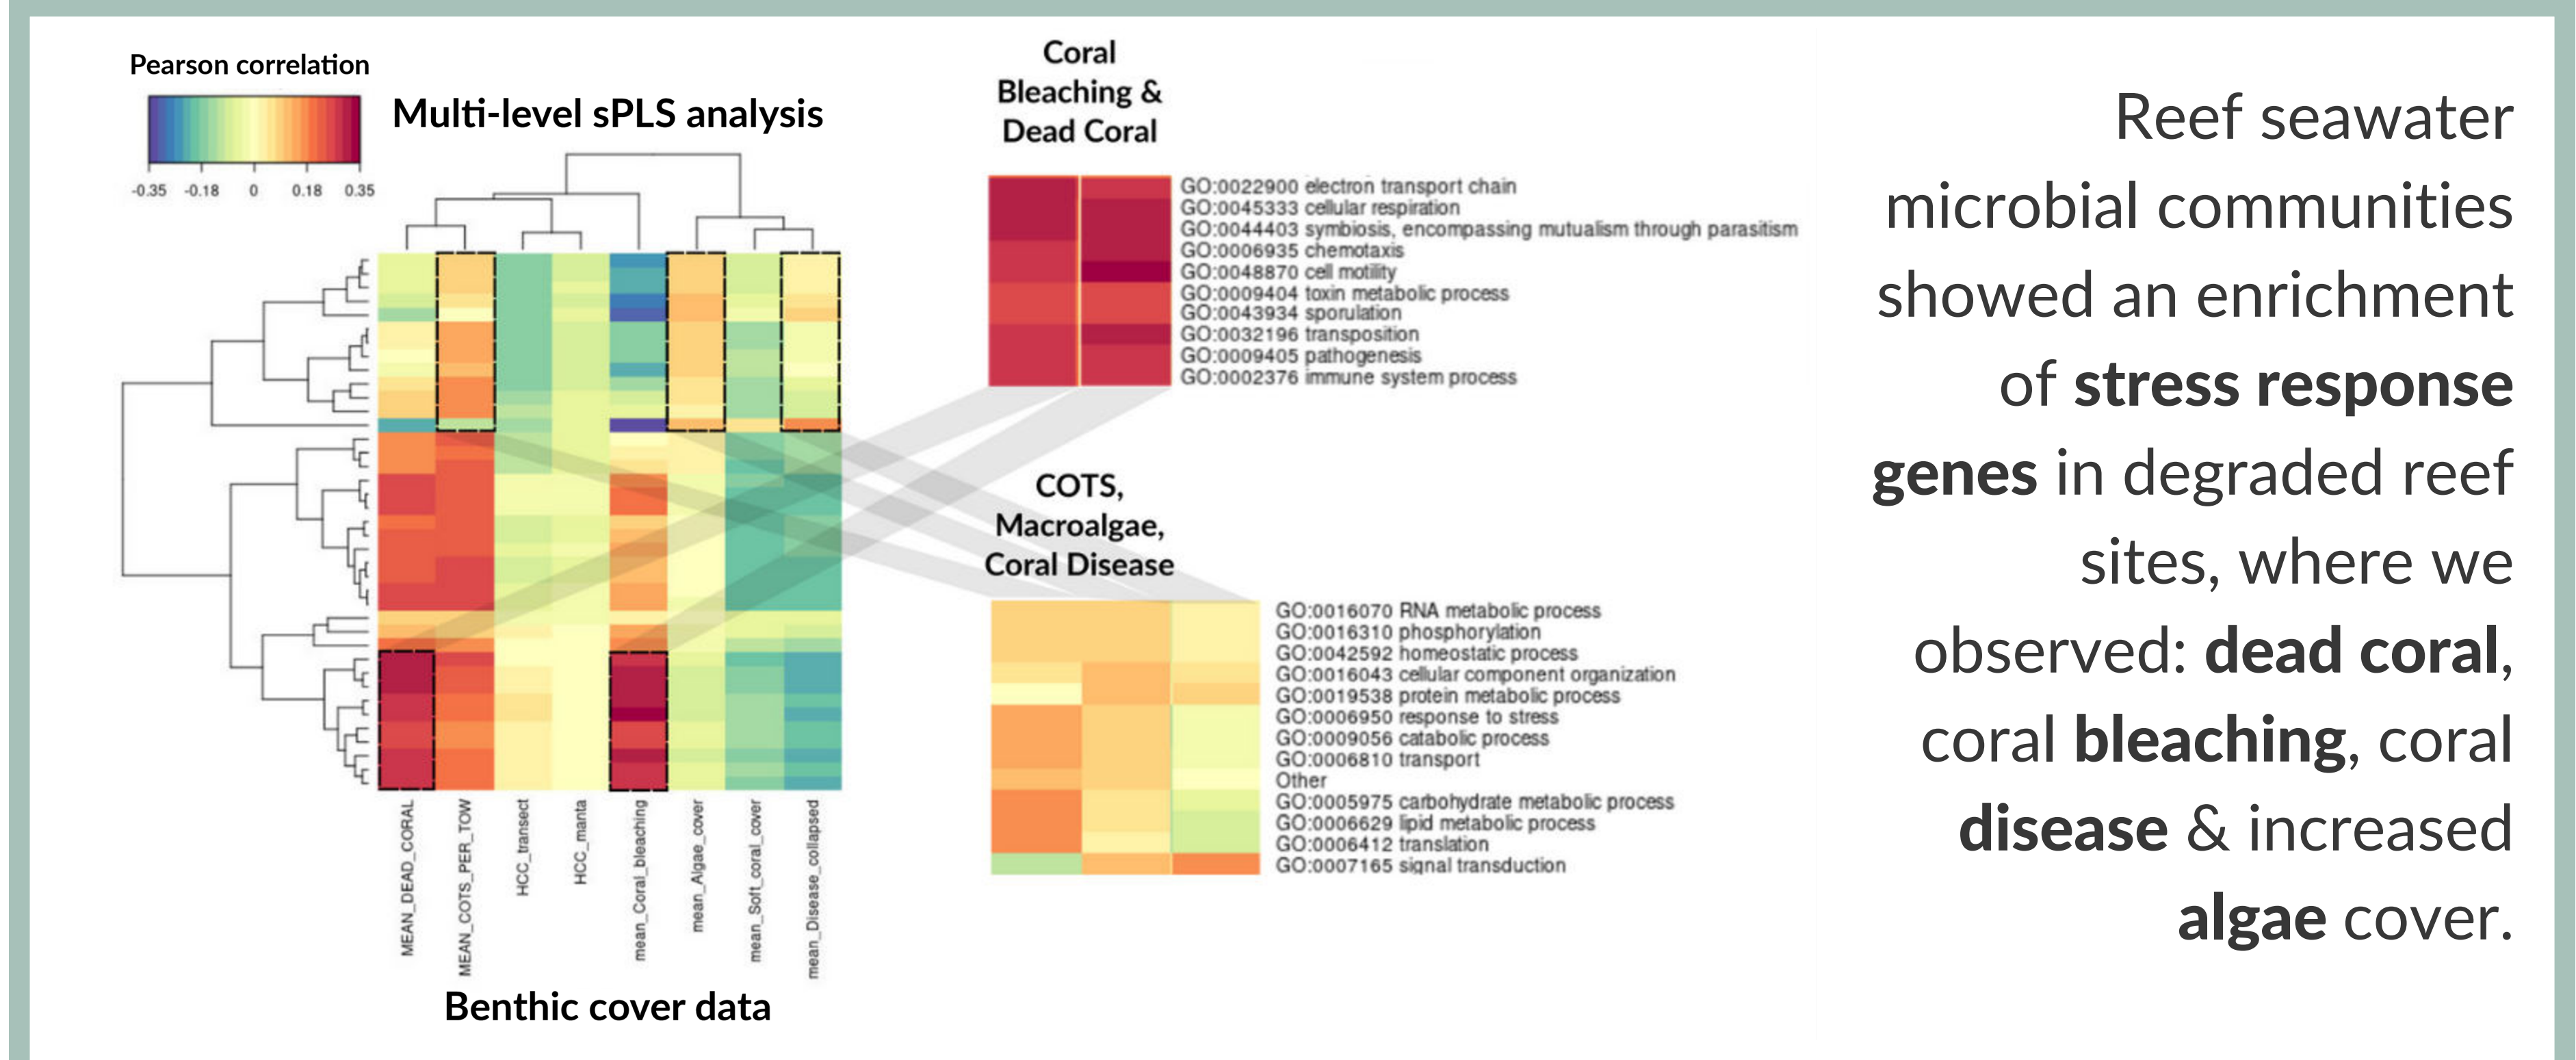 Pearson correlation
-0.35 -0.18 0 0.18 0.35
Multi-level sPLS analysis
MEAN_DEAD_CORAL
MEAN_COTS_PER_TOW
HCC_transect
HCC_manta
mean_Coral_bleaching
mean_Algae_cover
mean_Soft_coral_cover
mean_Disease_collapsed
Benthic cover data
Coral
Bleaching &
Dead Coral
GO:0022900 electron transport chain
GO:0045333 cellular respiration
GO:0044403 symbiosis, encompassing mutualism through parasitism
GO:0006935 chemotaxis
GO:0048870 cell motility
GO:0009404 toxin metabolic process
GO:0043934 sporulation
GO:0032196 transposition
GO:0009405 pathogenesis
GO:0002376 immune system process
COTS,
Macroalgae,
Coral Disease
GO:0016070 RNA metabolic process
GO:0016310 phosphorylation
GO:0042592 homeostatic process
GO:0016043 cellular component organization
GO:0019538 protein metabolic process
GO:0006950 response to stress
GO:0009056 catabolic process
GO:0006810 transport
Other
GO:0005975 carbohydrate metabolic process
GO:0006629 lipid metabolic process
GO:0006412 translation
GO:0007165 signal transduction
Reef seawater
microbial communities
showed an enrichment
of stress response
genes in degraded reef
sites, where we
observed: dead coral,
coral bleaching, coral
disease & increased
algae cover.